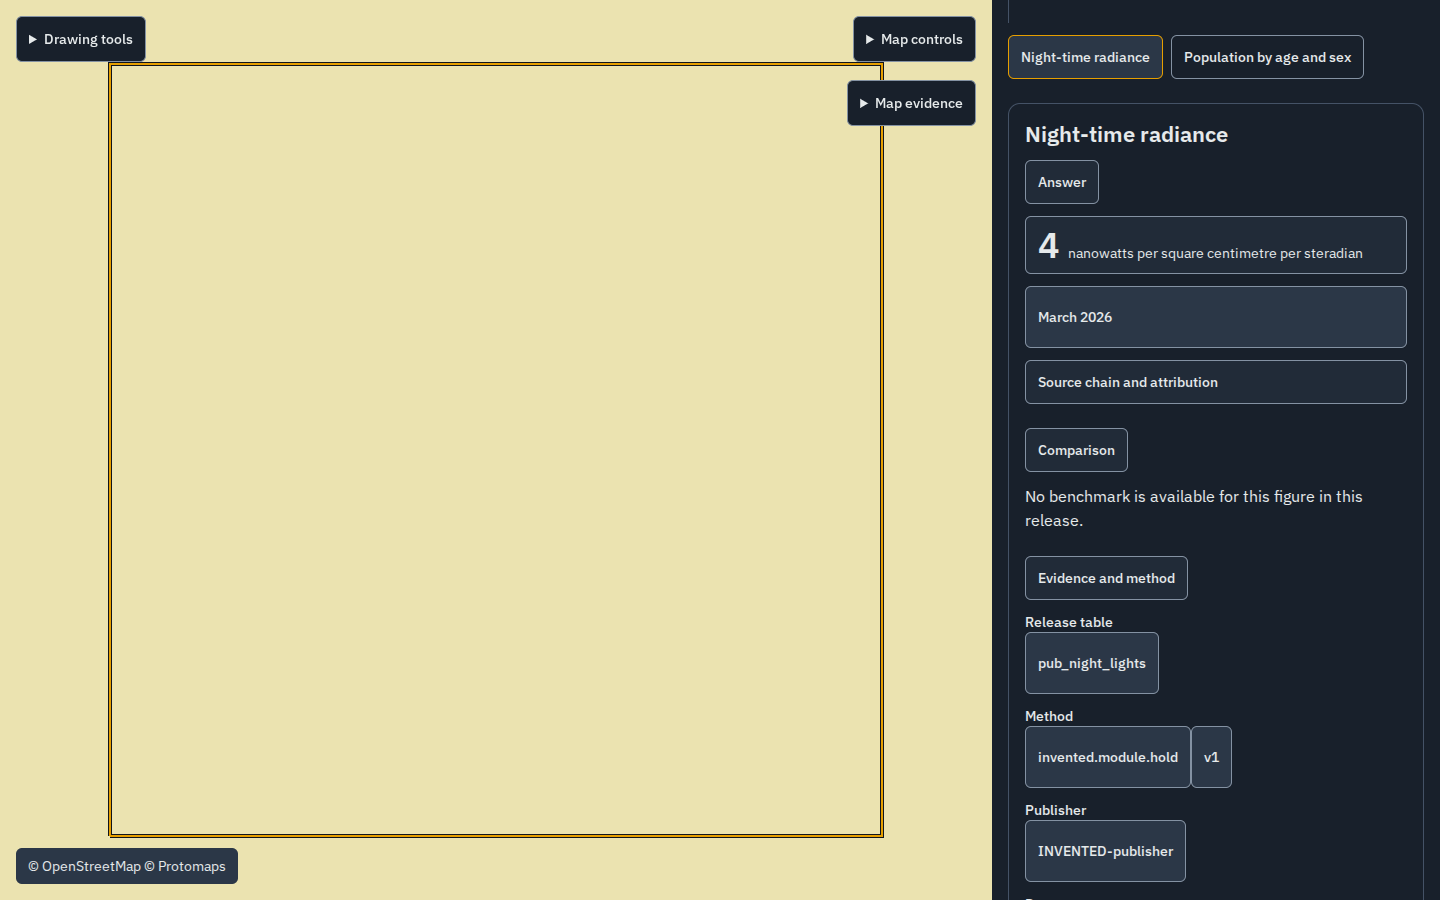 Drawing tools
Map controls
Map evidence
© OpenStreetMap © Protomaps
Night-time radiance
Population by age and sex
Night-time radiance
Answer
4 nanowatts per square centimetre per steradian
March 2026
Source chain and attribution
Comparison
No benchmark is available for this figure in this
release.
Evidence and method
Release table
pub_night_lights
Method
invented.module.hold v1
Publisher
INVENTED-publisher